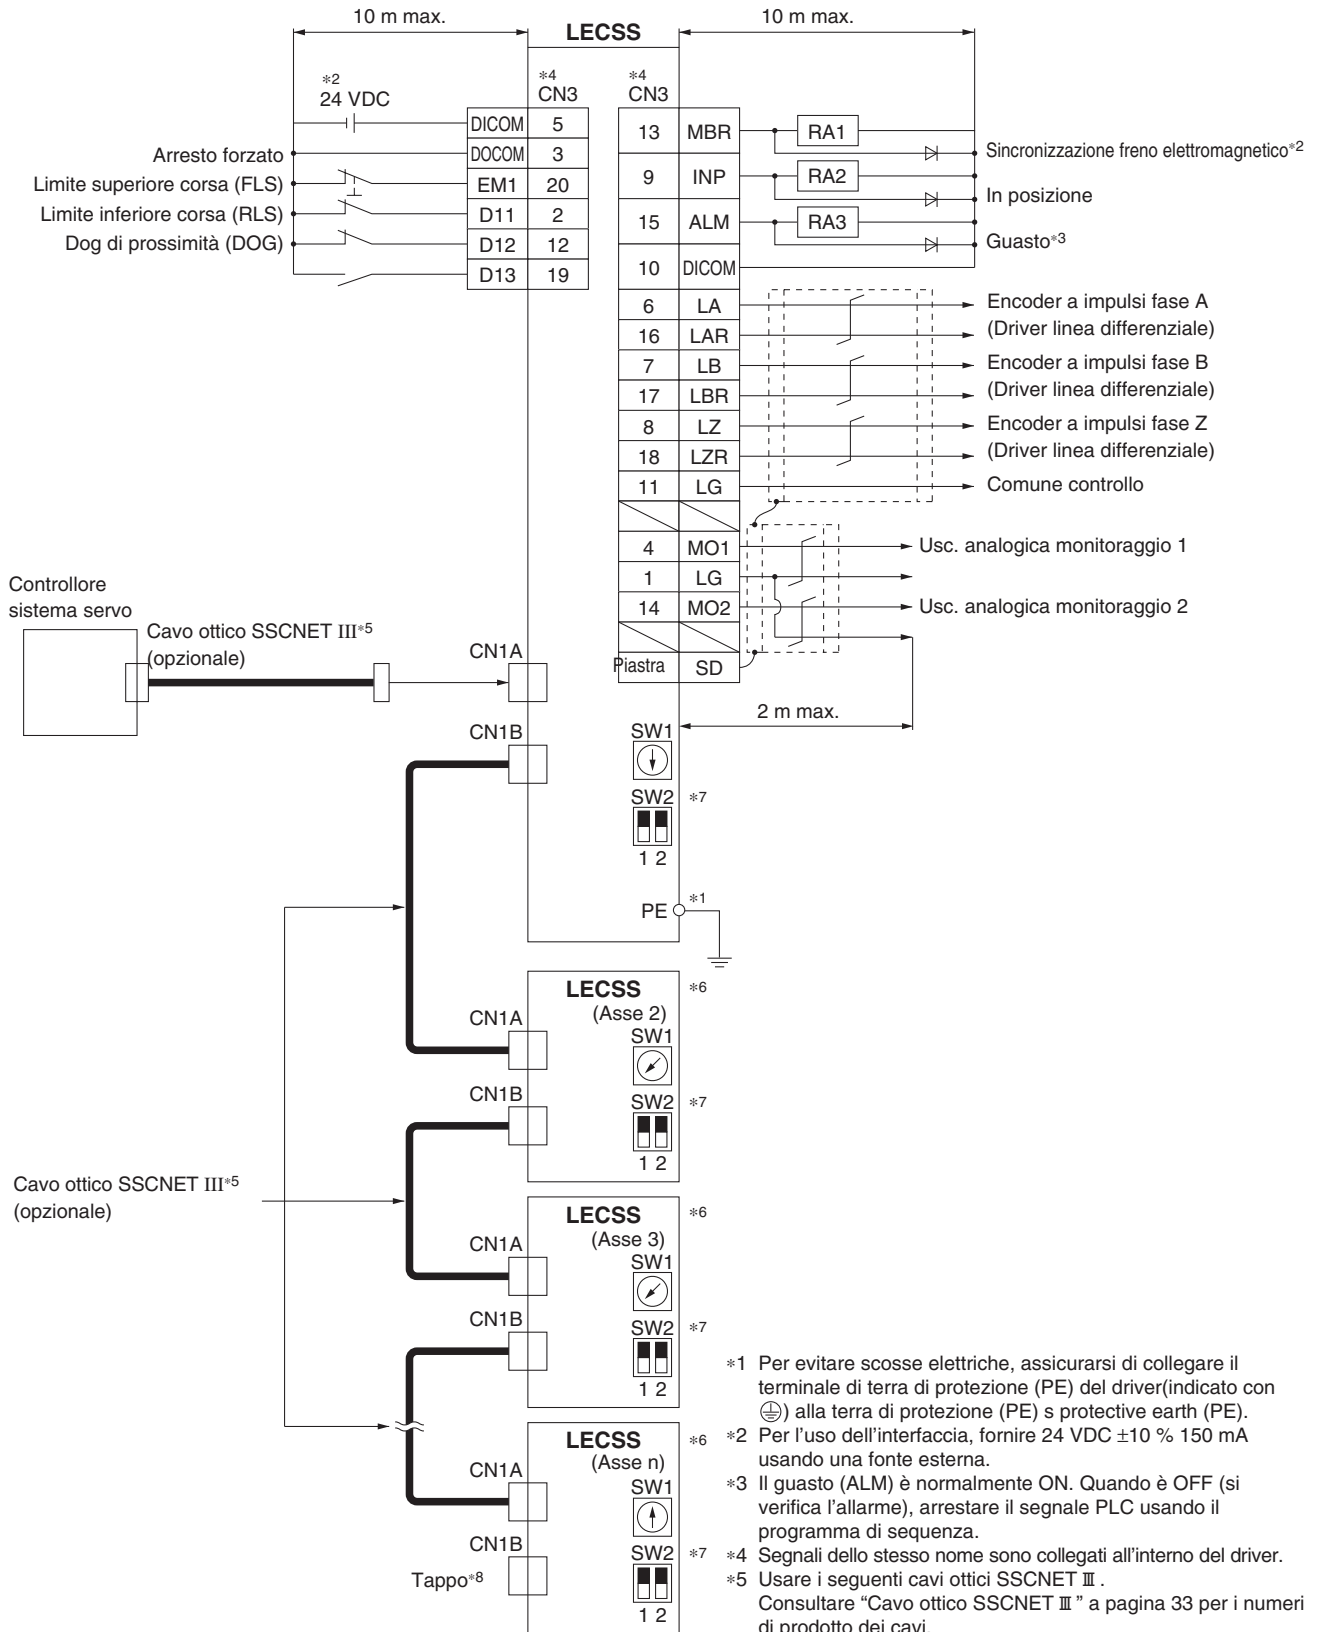 10 m max.
LECSS
10 m max.
*2
24 VDC
*4
CN3
*4
CN3
DICOM 5
Arresto forzato DOCOM 3
Limite superiore corsa (FLS) EM1 20
Limite inferiore corsa (RLS) D11 2
Dog di prossimità (DOG) D12 12
D13 19
13 MBR RA1
Sincronizzazione freno elettromagnetico*2
9 INP RA2
In posizione
15 ALM RA3
Guasto*3
10 DICOM
6 LA Encoder a impulsi fase A
16 LAR (Driver linea differenziale)
7 LB Encoder a impulsi fase B
17 LBR (Driver linea differenziale)
8 LZ Encoder a impulsi fase Z
18 LZR (Driver linea differenziale)
11 LG Comune controllo
4 MO1 Usc. analogica monitoraggio 1
1 LG
14 MO2 Usc. analogica monitoraggio 2
Piastra SD
2 m max.
Controllore
sistema servo
Cavo ottico SSCNET III*5
(opzionale)
CN1A
CN1B
SW1
SW2 *7
1 2
PE *1
LECSS *6
(Asse 2)
CN1A
SW1
CN1B
SW2 *7
1 2
Cavo ottico SSCNET III*5
(opzionale)
LECSS *6
(Asse 3)
CN1A
SW1
CN1B
SW2 *7
1 2
LECSS *6
(Asse n)
CN1A
SW1
CN1B
SW2 *7
Tappo*8
1 2
*1 Per evitare scosse elettriche, assicurarsi di collegare il
terminale di terra di protezione (PE) del driver(indicato con
⏚) alla terra di protezione (PE) s protective earth (PE).
*2 Per l'uso dell'interfaccia, fornire 24 VDC ±10 % 150 mA
usando una fonte esterna.
*3 Il guasto (ALM) è normalmente ON. Quando è OFF (si
verifica l'allarme), arrestare il segnale PLC usando il
programma di sequenza.
*4 Segnali dello stesso nome sono collegati all'interno del driver.
*5 Usare i seguenti cavi ottici SSCNET III .
Consultare “Cavo ottico SSCNET III ” a pagina 33 per i numeri
di prodotto dei cavi.